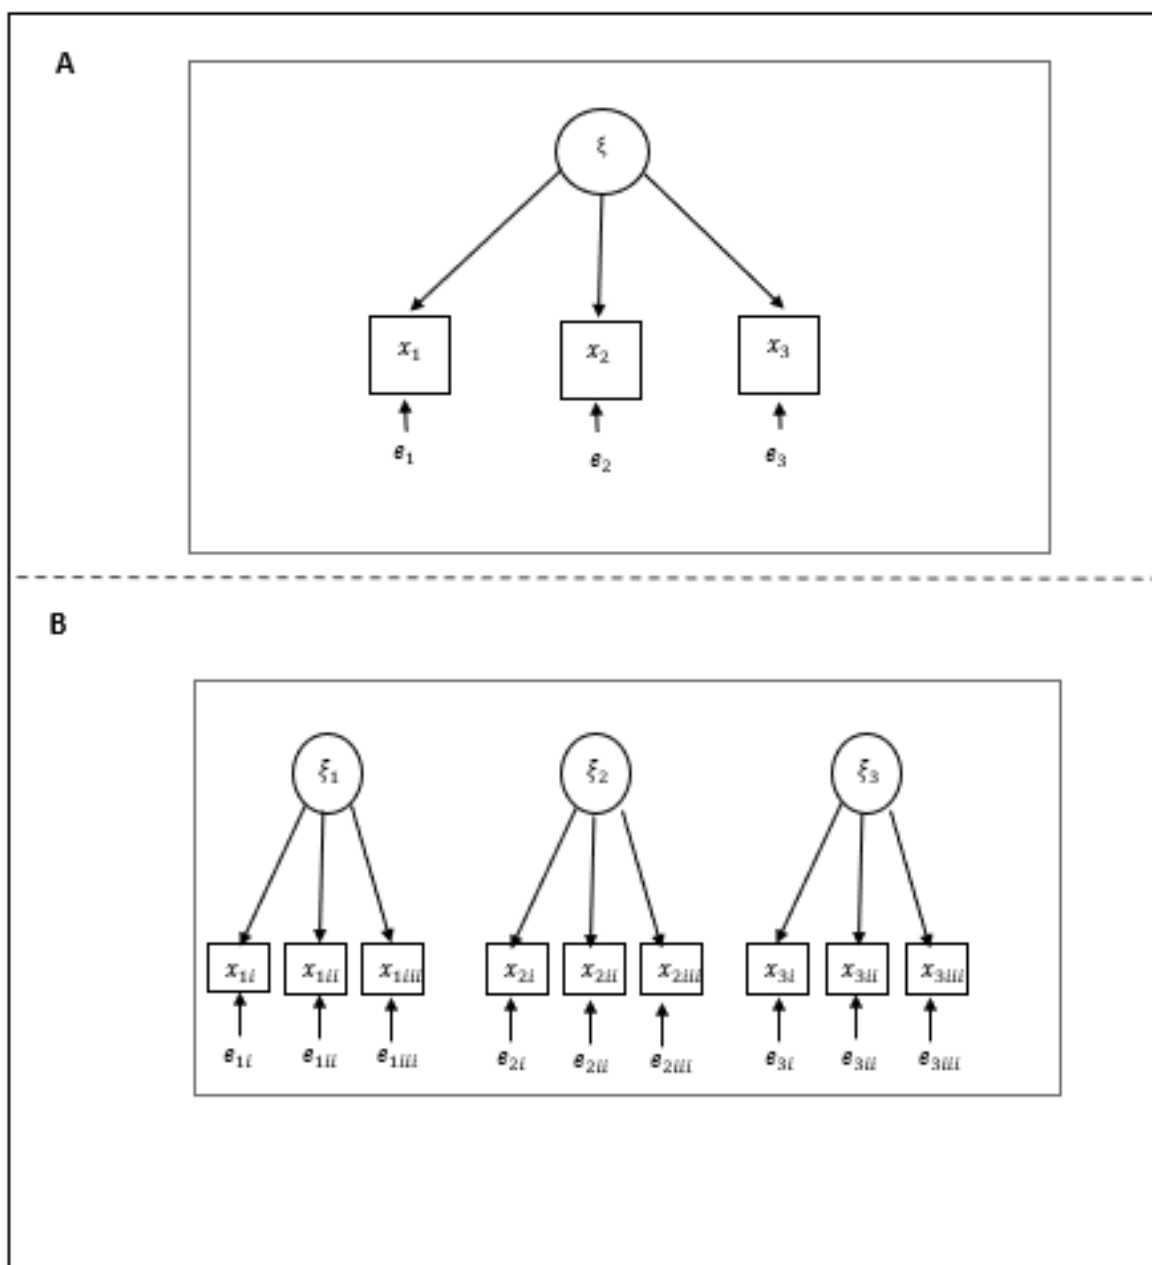 A
ξ
x₁ x₂ x₃
e₁ e₂ e₃
B
ξ₁ ξ₂ ξ₃
x₁ᵢ x₁ᵢᵢ x₁ᵢᵢᵢ x₂ᵢ x₂ᵢᵢ x₂ᵢᵢᵢ x₃ᵢ x₃ᵢᵢ x₃ᵢᵢᵢ
e₁ᵢ e₁ᵢᵢ e₁ᵢᵢᵢ e₂ᵢ e₂ᵢᵢ e₂ᵢᵢᵢ e₃ᵢ e₃ᵢᵢ e₃ᵢᵢᵢ